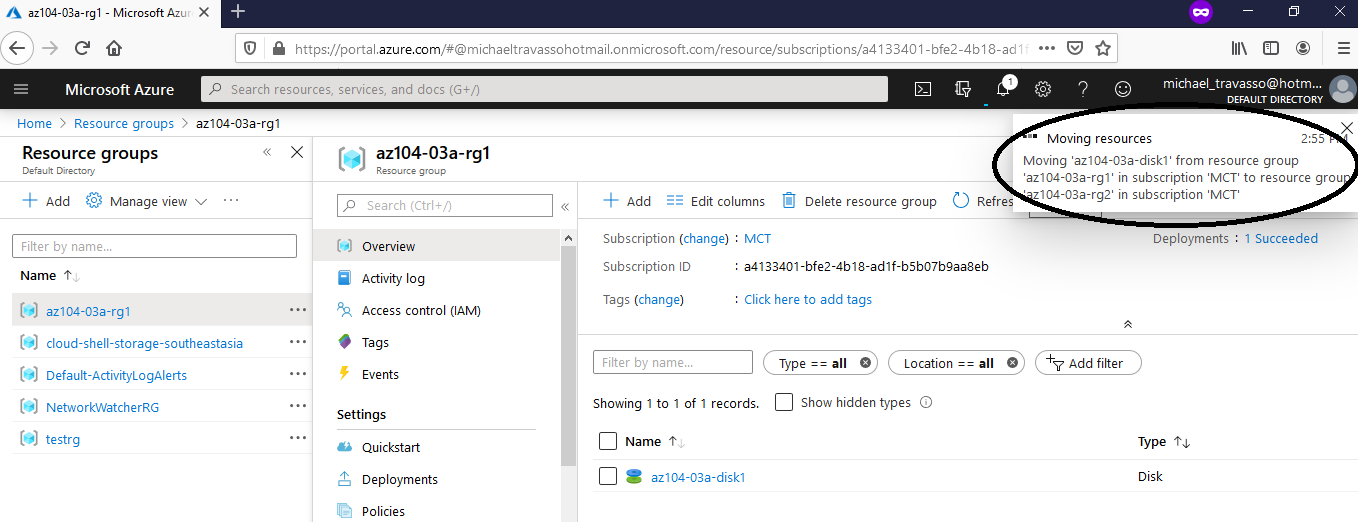 az104-03a-rg1 - Microsoft Azur
https://portal.azure.com/#@michaeltravassohotmail.onmicrosoft.com/resource/subscriptions/a4133401-bfe2-4b18-ad1f
Microsoft Azure
Search resources, services, and docs (G+/)
1
michael_travasso@hotm...
DEFAULT DIRECTORY
Home > Resource groups > az104-03a-rg1
Resource groups
Default Directory
Add
Manage view
Filter by name...
Name
az104-03a-rg1
cloud-shell-storage-southeastasia
Default-ActivityLogAlerts
NetworkWatcherRG
testrg
az104-03a-rg1
Resource group
Search (Ctrl+/)
Overview
Activity log
Access control (IAM)
Tags
Events
Settings
Quickstart
Deployments
Policies
Moving resources
2:55 PM
Moving 'az104-03a-disk1' from resource group
'az104-03a-rg1' in subscription 'MCT' to resource group
'az104-03a-rg2' in subscription 'MCT'
Add
Edit columns
Delete resource group
Refres
Subscription (change) : MCT
Deployments : 1 Succeeded
Subscription ID : a4133401-bfe2-4b18-ad1f-b5b07b9aa8eb
Tags (change) : Click here to add tags
Filter by name...
Type == all
Location == all
Add filter
Showing 1 to 1 of 1 records.
Show hidden types
Name
Type
az104-03a-disk1
Disk